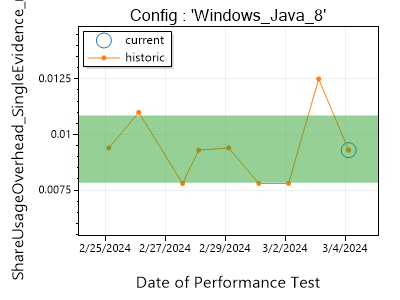 Config : 'Windows_Java_8'
current
historic
0.0125
0.01
0.0075
ShareUsageOverhead_SingleEvidence_
2/25/2024
2/27/2024
2/29/2024
3/2/2024
3/4/2024
Date of Performance Test